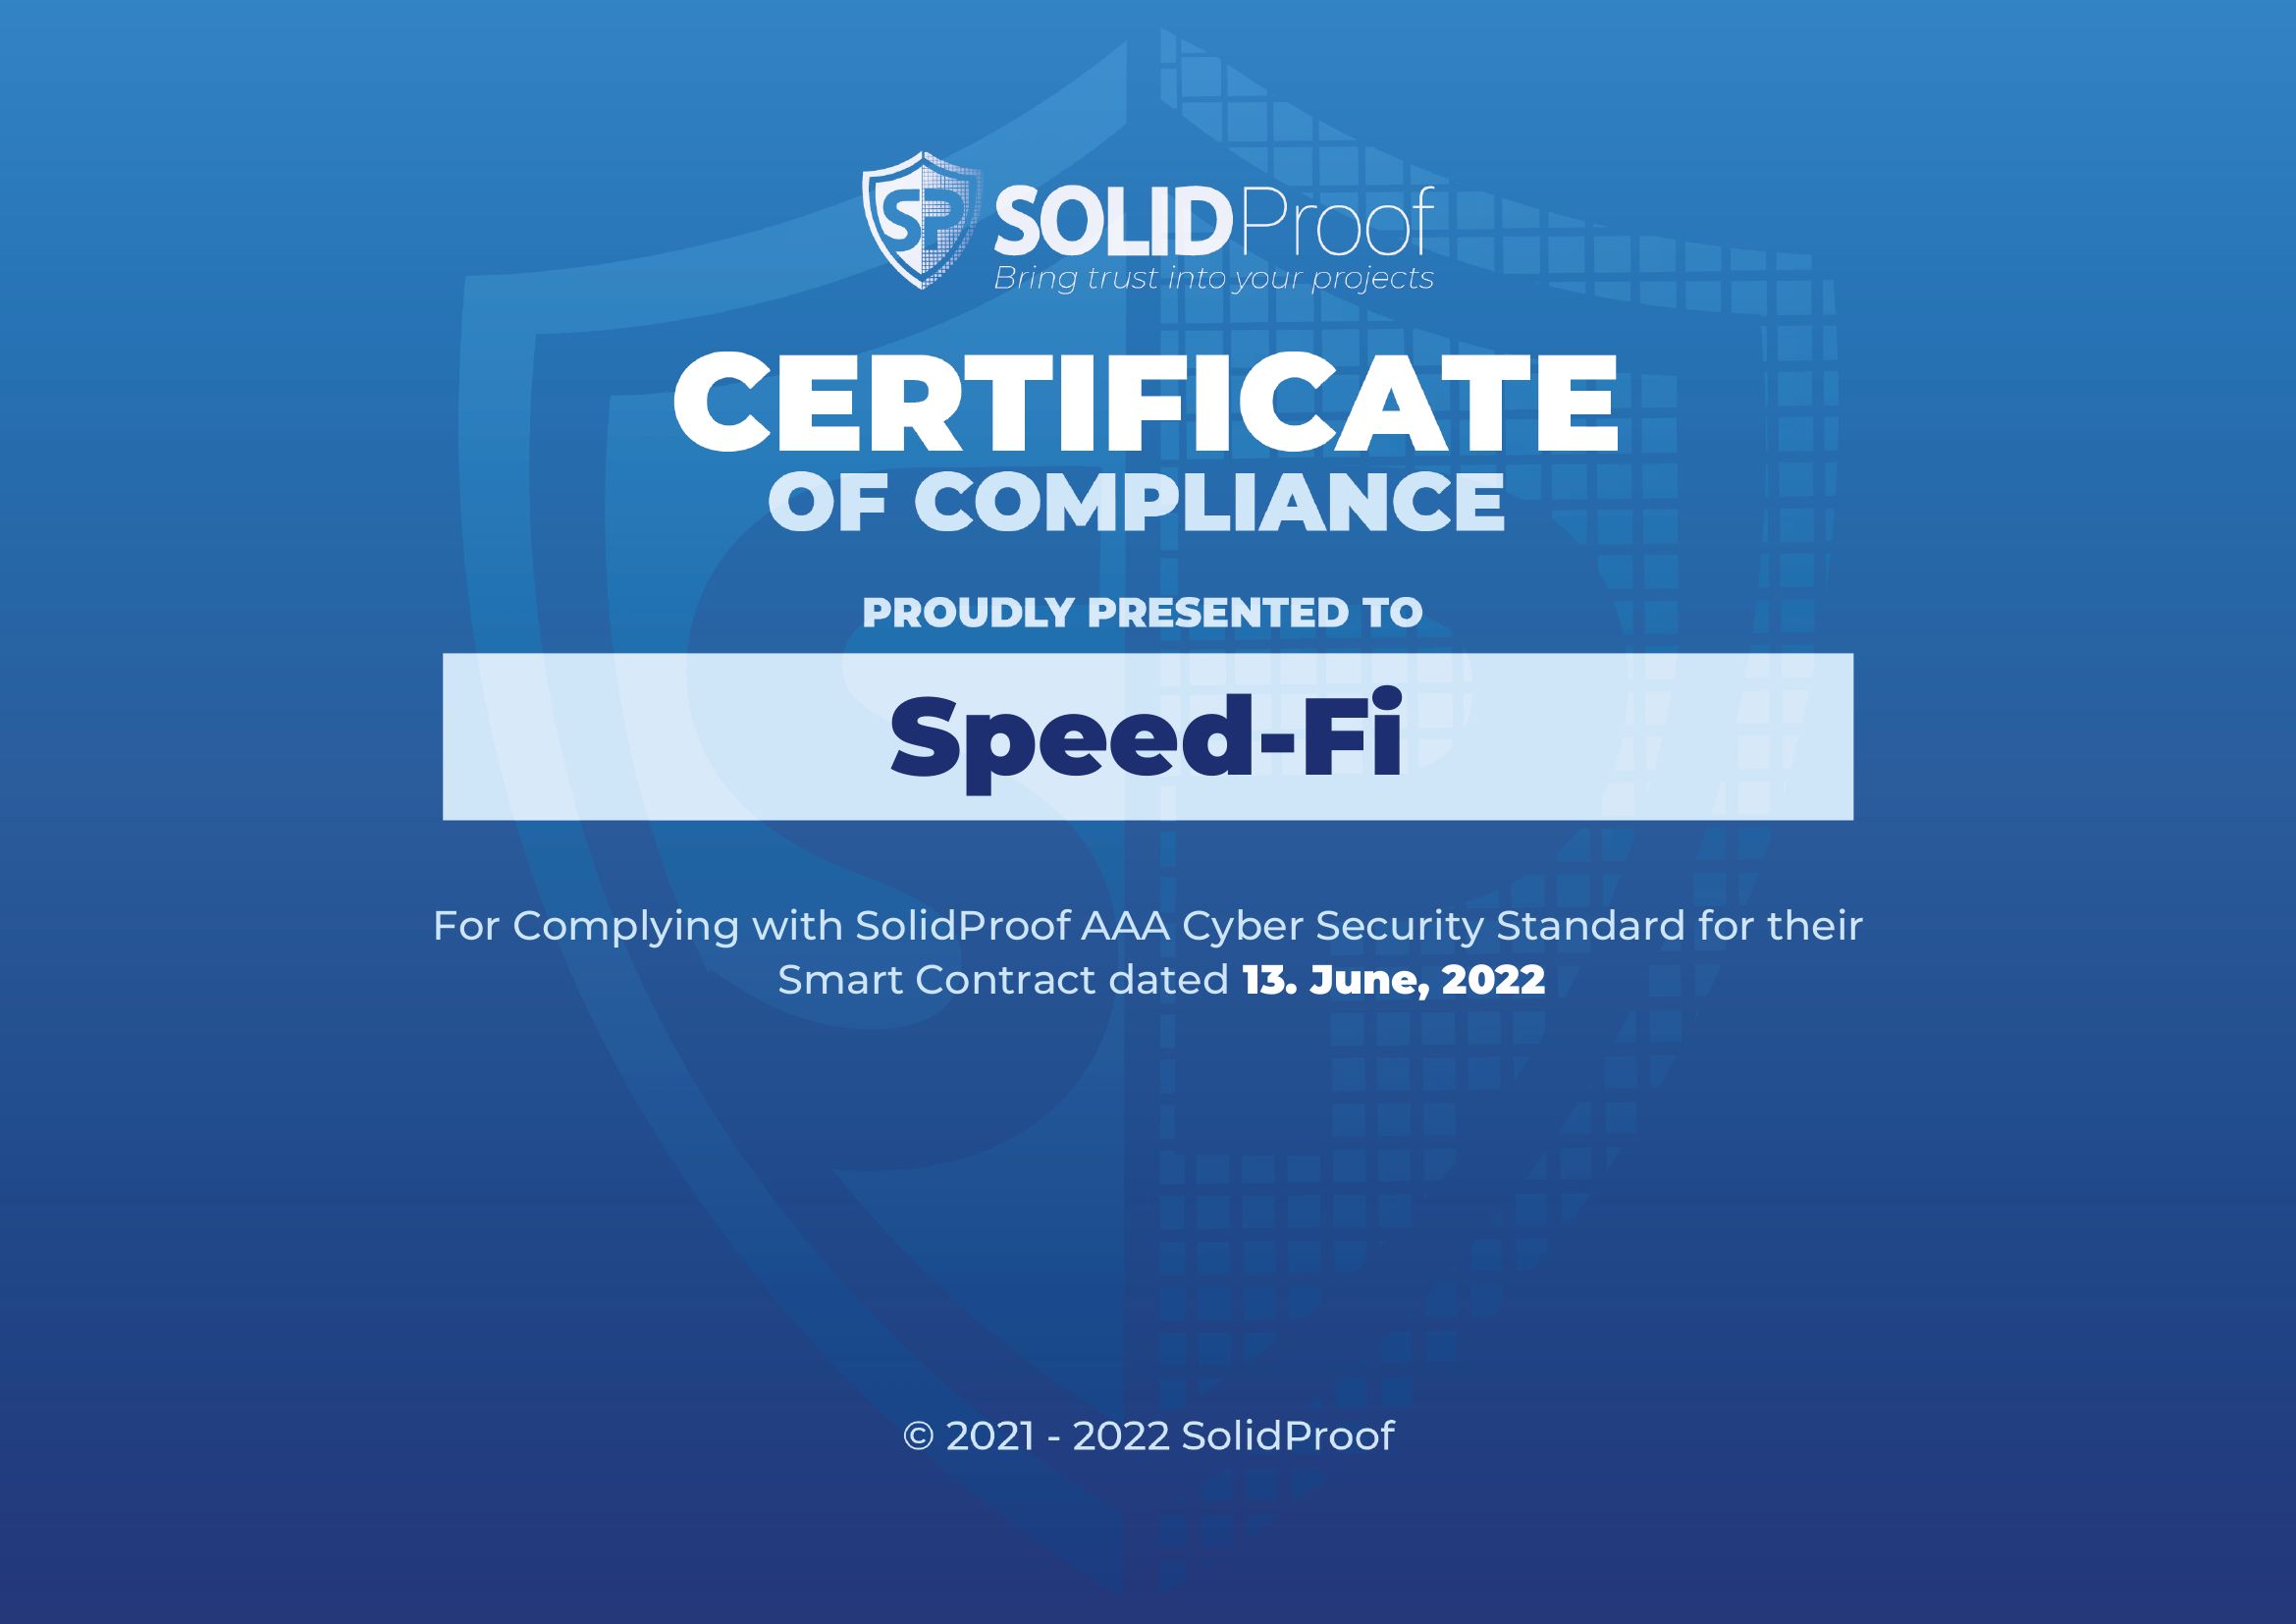 SP SOLIDProof
Bring trust into your projects
CERTIFICATE
OF COMPLIANCE
PROUDLY PRESENTED TO
Speed-Fi
For Complying with SolidProof AAA Cyber Security Standard for their
Smart Contract dated 13. June, 2022
© 2021 - 2022 SolidProof